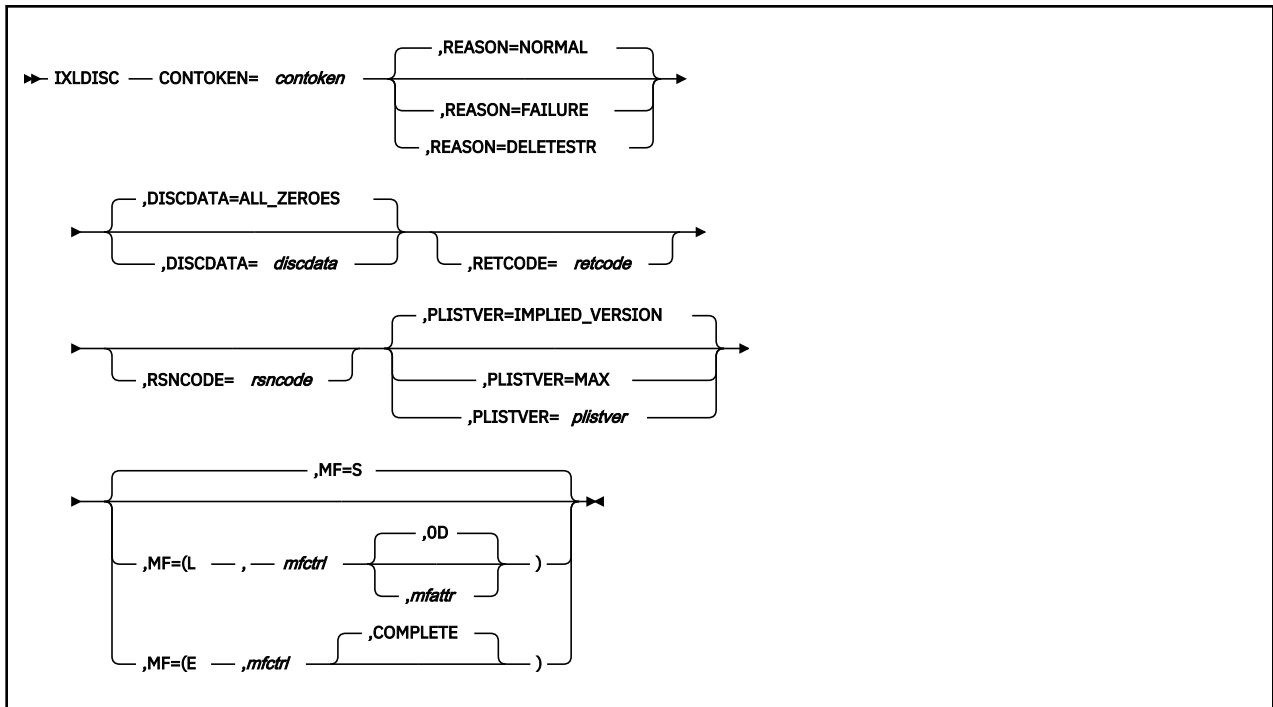 ,REASON=NORMAL
IXLDISC CONTOKEN= contoken
,REASON=FAILURE
,REASON=DELETESTR
,DISCDATA=ALL_ZEROES
,DISCDATA= discdata ,RETCODE= retcode
,PLISTVER=IMPLIED_VERSION
,RSNCODE= rsncode ,PLISTVER=MAX
,PLISTVER= plistver
,MF=S
,0D
,MF=(L , mfctrl )
,mfattr
,COMPLETE
,MF=(E ,mfctrl )